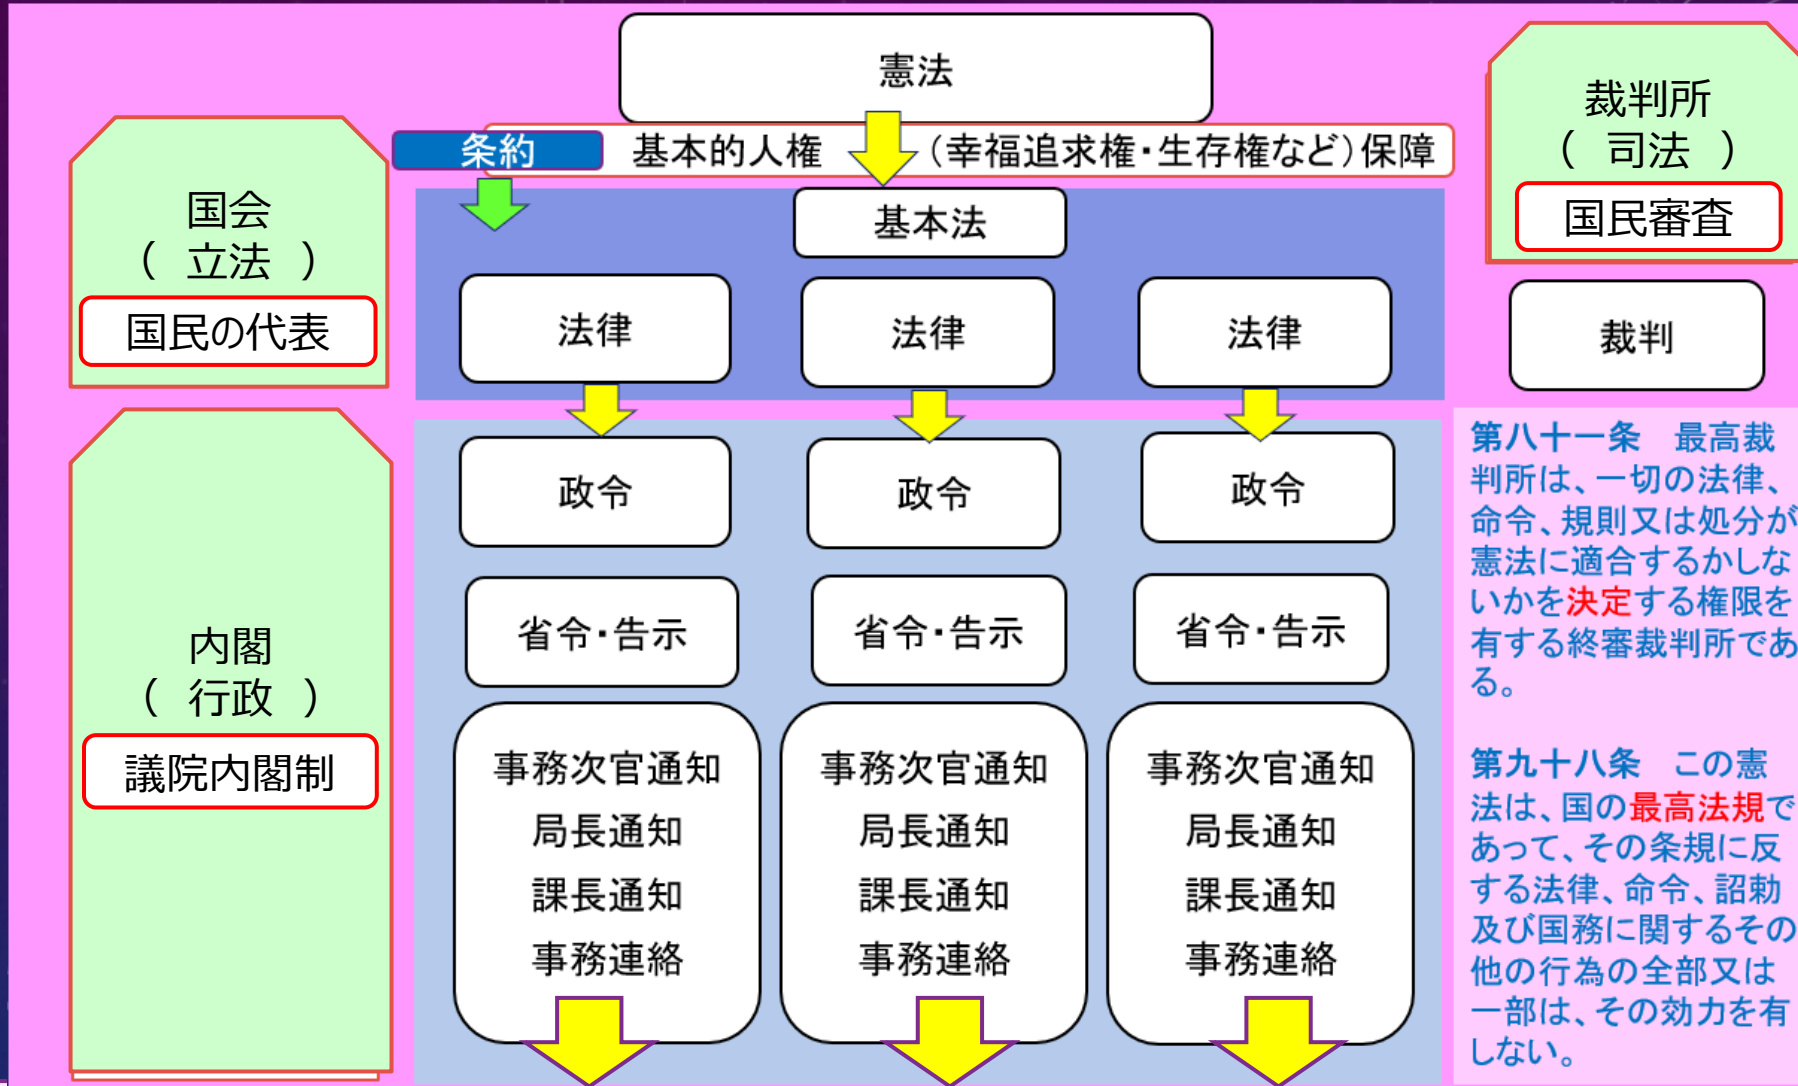 憲法
条約
基本的人権
（幸福追求権・生存権など）保障
国会
（　立法　）
国民の代表
裁判所
（　司法　）
国民審査
裁判
基本法
法律
法律
法律
内閣
（　行政　）
議院内閣制
政令
政令
政令
省令・告示
省令・告示
省令・告示
事務次官通知
局長通知
課長通知
事務連絡
事務次官通知
局長通知
課長通知
事務連絡
事務次官通知
局長通知
課長通知
事務連絡
第八十一条　最高裁
判所は、一切の法律、
命令、規則又は処分が
憲法に適合するかしな
いかを決定する権限を
有する終審裁判所であ
る。
第九十八条　この憲
法は、国の最高法規で
あって、その条規に反
する法律、命令、詔勅
及び国務に関するその
他の行為の全部又は
一部は、その効力を有
しない。